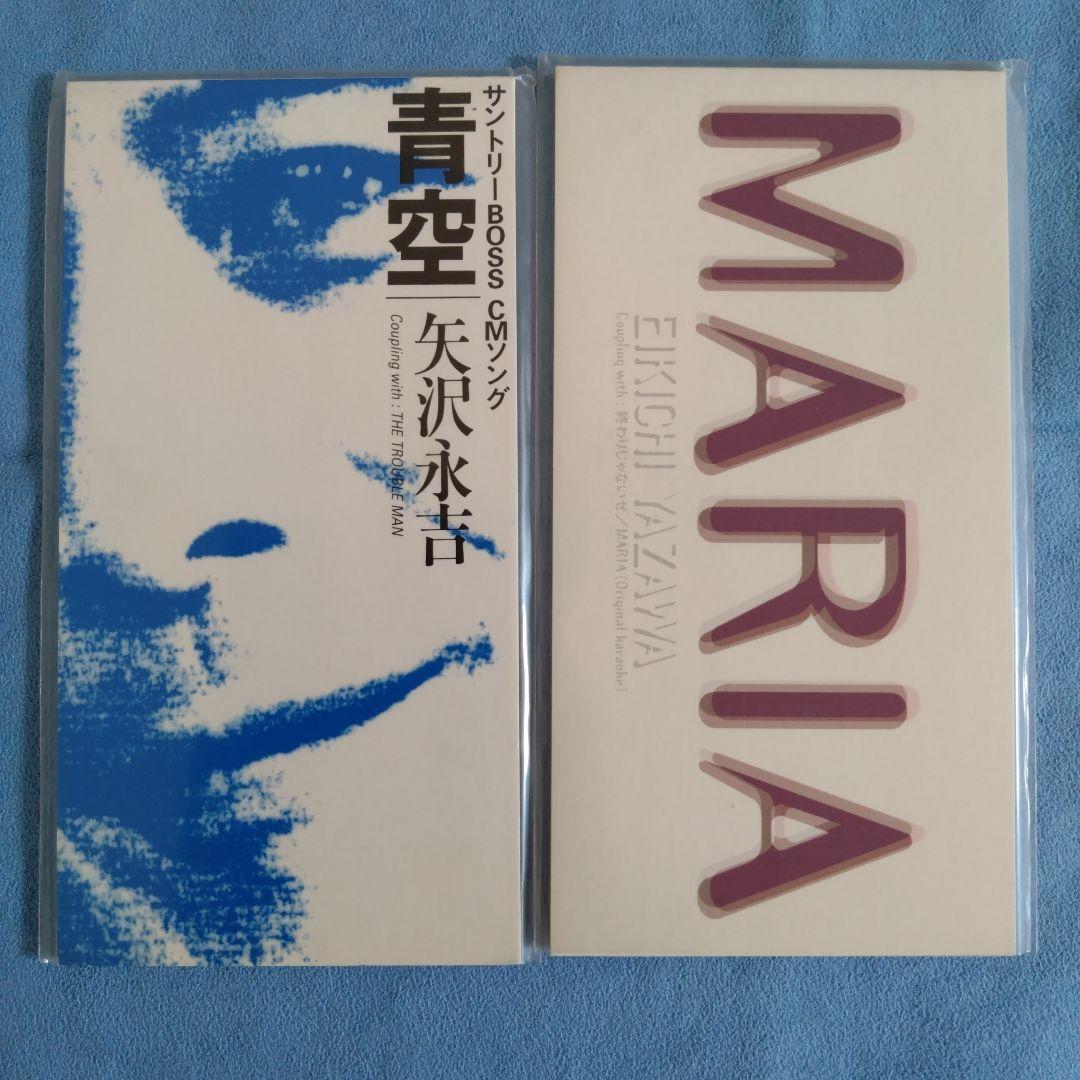 サントリーBOSS CMソング
青空
矢沢永吉
Coupling with : THE TROUBLE MAN
MARIA
EIKICHI YAZAWA
Coupling with : 終わりじゃないぜ／MARIA (Original karaoke)